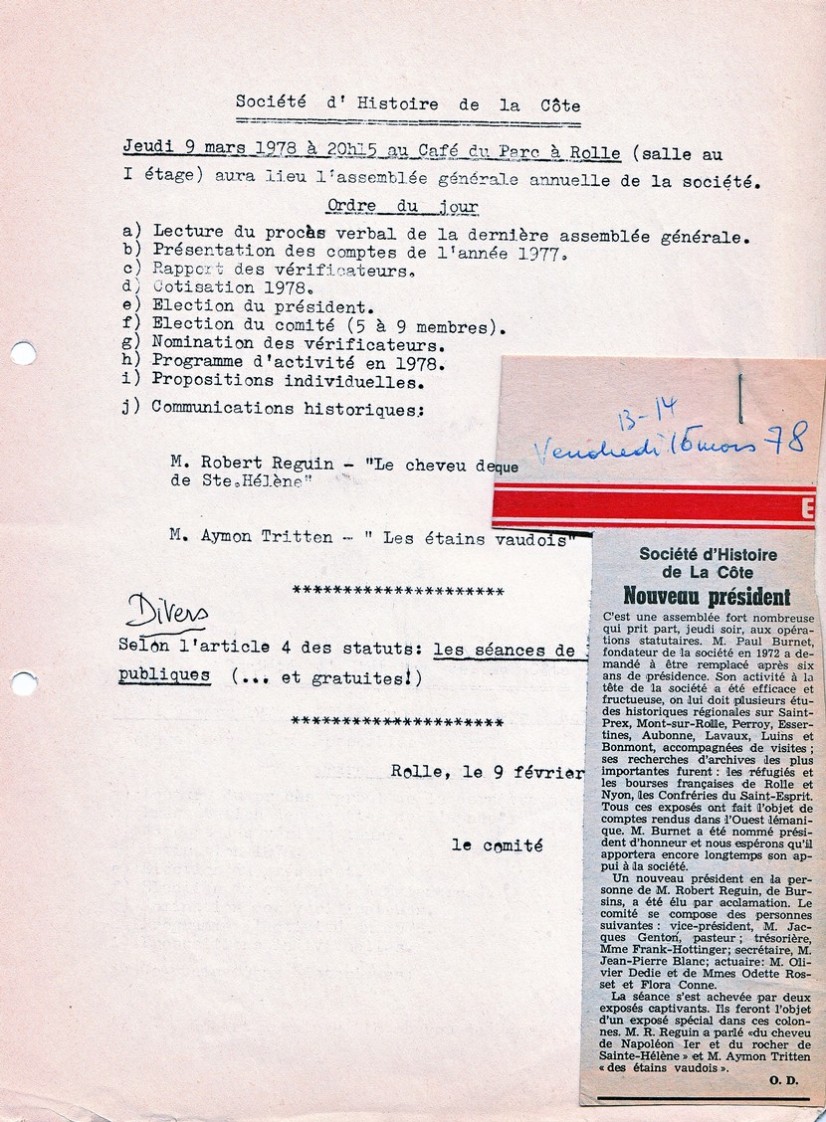 Société d'Histoire de la Côte
Jeudi 9 mars 1978 à 20h15 au Café du Parc à Rolle (salle au
I étage) aura lieu l'assemblée générale annuelle de la société.
Ordre du jour
a) Lecture du procès verbal de la dernière assemblée générale.
b) Présentation des comptes de l'année 1977.
c) Rapport des vérificateurs.
d) Cotisation 1978.
e) Election du président.
f) Election du comité (5 à 9 membres).
g) Nomination des vérificateurs.
h) Programme d'activité en 1978.
i) Propositions individuelles.
j) Communications historiques:
M. Robert Reguin - "Le cheveu de
de Ste.Hélène"
M. Aymon Tritten - " Les étains vaudois"
********************
Divers
Selon l'article 4 des statuts: les séances de
publiques (... et gratuites!)
********************
Rolle, le 9 février
le comité
13-14
Vendredi mars 78
que
E
Société d'Histoire
de La Côte
Nouveau président
C'est une assemblée fort nombreuse
qui prit part, jeudi soir, aux opéra-
tions statutaires. M. Paul Burnet,
fondateur de la société en 1972 a de-
mandé à être remplacé après six
ans de présidence. Son activité à la
tête de la société a été efficace et
fructueuse, on lui doit plusieurs étu-
des historiques régionales sur Saint-
Prex, Mont-sur-Rolle, Perroy, Esser-
tines, Aubonne, Lavaux, Luins et
Bonmont, accompagnées de visites ;
ses recherches d'archives les plus
importantes furent : les réfugiés et
les bourses françaises de Rolle et
Nyon, les Confréries du Saint-Esprit.
Tous ces exposés ont fait l'objet de
comptes rendus dans l'Ouest lémani-
que. M. Burnet a été nommé prési-
dent d'honneur et nous espérons qu'il
apportera encore longtemps son ap-
pui à la société.
Un nouveau président en la per-
sonne de M. Robert Reguin, de Bur-
sins, a été élu par acclamation. Le
comité se compose des personnes
suivantes : vice-président, M. Jac-
ques Genton, pasteur ; trésorière,
Mme Frank-Hottinger; secrétaire, M.
Jean-Pierre Blanc; actuaire: M. Oli-
vier Dedie et de Mmes Odette Ros-
set et Flora Conne.
La séance s'est achevée par deux
exposés captivants. Ils feront l'objet
d'un exposé spécial dans ces colon-
nes. M. R. Reguin a parlé «du cheveu
de Napoléon Ier et du rocher de
Sainte-Hélène » et M. Aymon Tritten
« des étains vaudois ».
O. D.